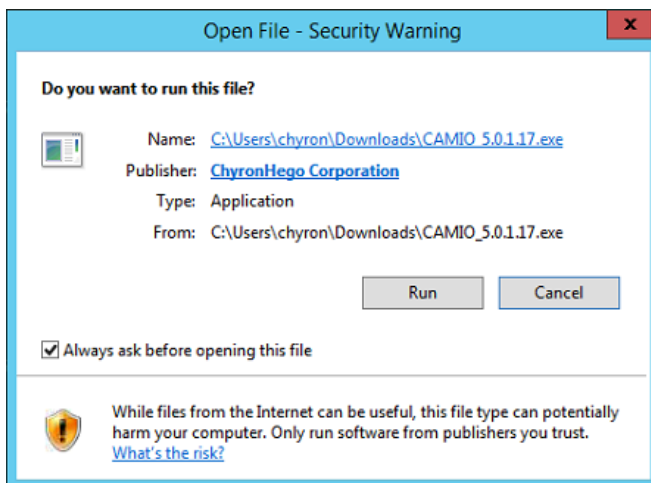 Open File - Security Warning
x
Do you want to run this file?
Name: C:\Users\chyron\Downloads\CAMIO_5.0.1.17.exe
Publisher: ChyronHego Corporation
Type: Application
From: C:\Users\chyron\Downloads\CAMIO_5.0.1.17.exe
Run Cancel
Always ask before opening this file
While files from the Internet can be useful, this file type can potentially
harm your computer. Only run software from publishers you trust.
What's the risk?